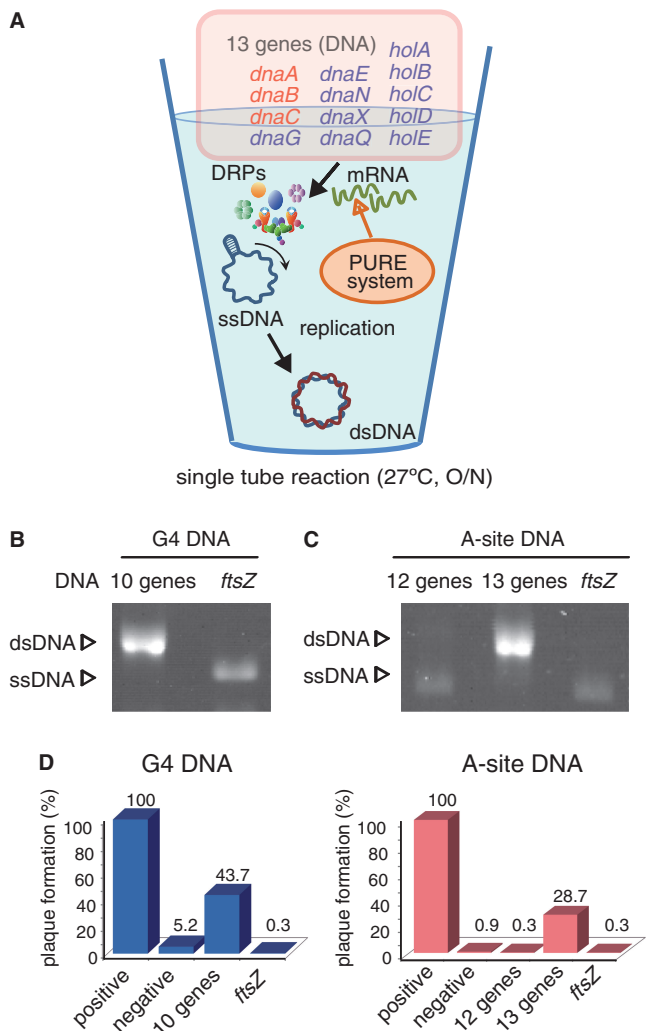 A
13 genes (DNA)
dnaA dnaE holA
dnaB dnaN holB
dnaC dnaX holC
dnaG dnaQ holD
holE
DRPs
mRNA
PURE
system
ssDNA
replication
dsDNA
single tube reaction (27ºC, O/N)
B
G4 DNA
DNA 10 genes ftsZ
dsDNA
ssDNA
C
A-site DNA
12 genes 13 genes ftsZ
dsDNA
ssDNA
D
G4 DNA
plaque formation (%)
100
80
60
40
20
0
100
5.2
43.7
0.3
positive
negative
10 genes
ftsZ
A-site DNA
plaque formation (%)
100
80
60
40
20
0
100
0.9
0.3
28.7
0.3
positive
negative
12 genes
13 genes
ftsZ